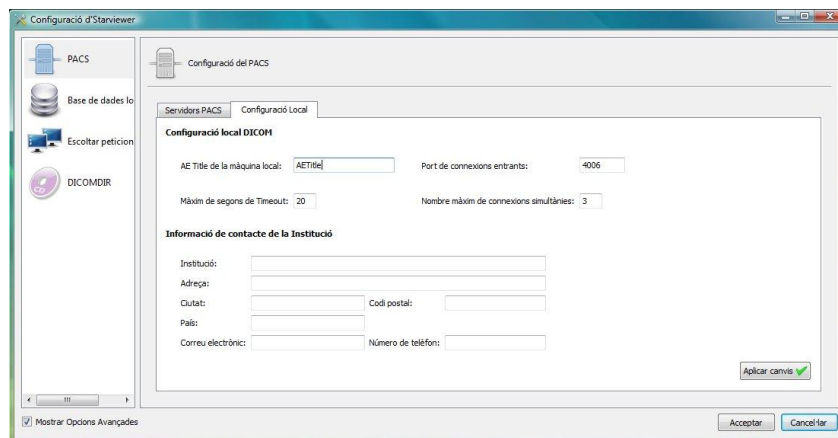 Configuració d'Starviewer
PACS
Base de dades lo
Escoltar peticion
DICOMDIR
Configuració del PACS
Servidors PACS
Configuració Local
Configuració local DICOM
AE Title de la màquina local: AETitle
Port de connexions entrants: 4006
Màxim de segons de Timeout: 20
Nombre màxim de connexions simultànies: 3
Informació de contacte de la Institució
Institució:
Adreça:
Ciutat:
Codi postal:
País:
Correu electrònic:
Número de telèfon:
Aplicar canvis
Mostrar Opcions Avançades
Acceptar
Cancel·lar
CD